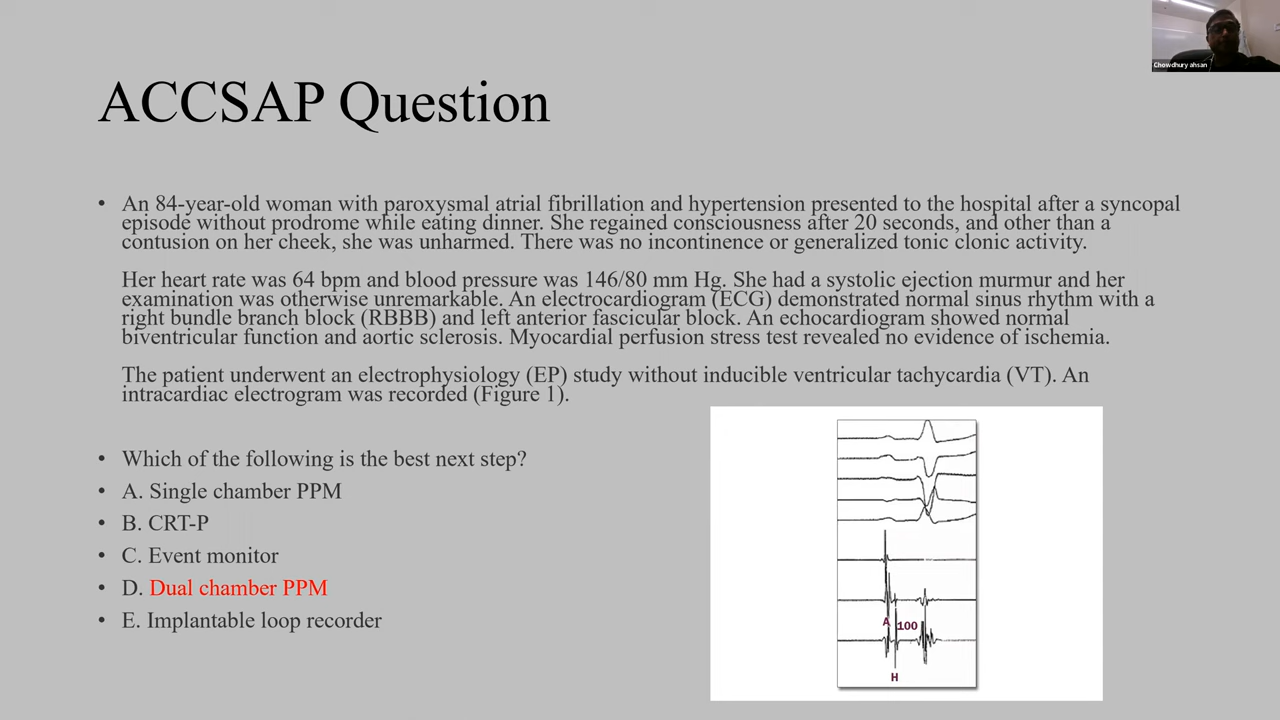 Chowdhury ahsan
ACCSAP Question
• An 84-year-old woman with paroxysmal atrial fibrillation and hypertension presented to the hospital after a syncopal
episode without prodrome while eating dinner. She regained consciousness after 20 seconds, and other than a
contusion on her cheek, she was unharmed. There was no incontinence or generalized tonic clonic activity.
Her heart rate was 64 bpm and blood pressure was 146/80 mm Hg. She had a systolic ejection murmur and her
examination was otherwise unremarkable. An electrocardiogram (ECG) demonstrated normal sinus rhythm with a
right bundle branch block (RBBB) and left anterior fascicular block. An echocardiogram showed normal
biventricular function and aortic sclerosis. Myocardial perfusion stress test revealed no evidence of ischemia.
The patient underwent an electrophysiology (EP) study without inducible ventricular tachycardia (VT). An
intracardiac electrogram was recorded (Figure 1).
• Which of the following is the best next step?
• A. Single chamber PPM
• B. CRT-P
• C. Event monitor
• D. Dual chamber PPM
• E. Implantable loop recorder
A 100
H